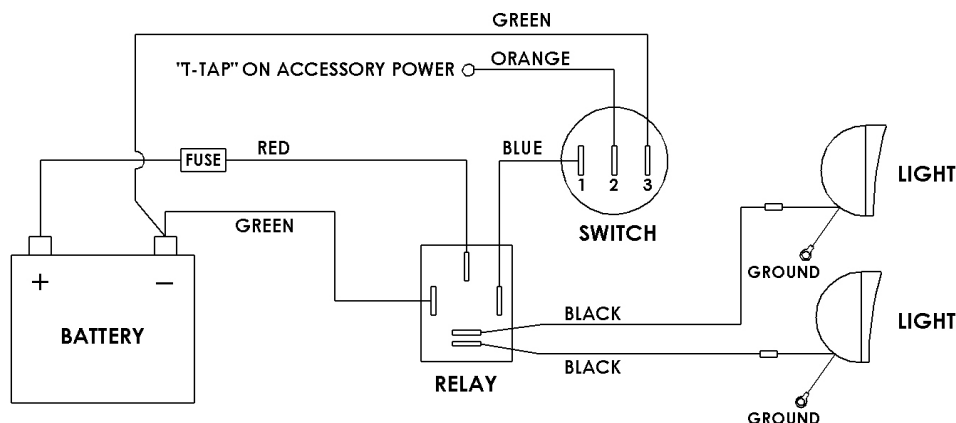 GREEN
"T-TAP" ON ACCESSORY POWER
ORANGE
FUSE
RED
BLUE
1 2 3
LIGHT
SWITCH
GREEN
GROUND
+ −
BATTERY
BLACK
LIGHT
BLACK
RELAY
GROUND